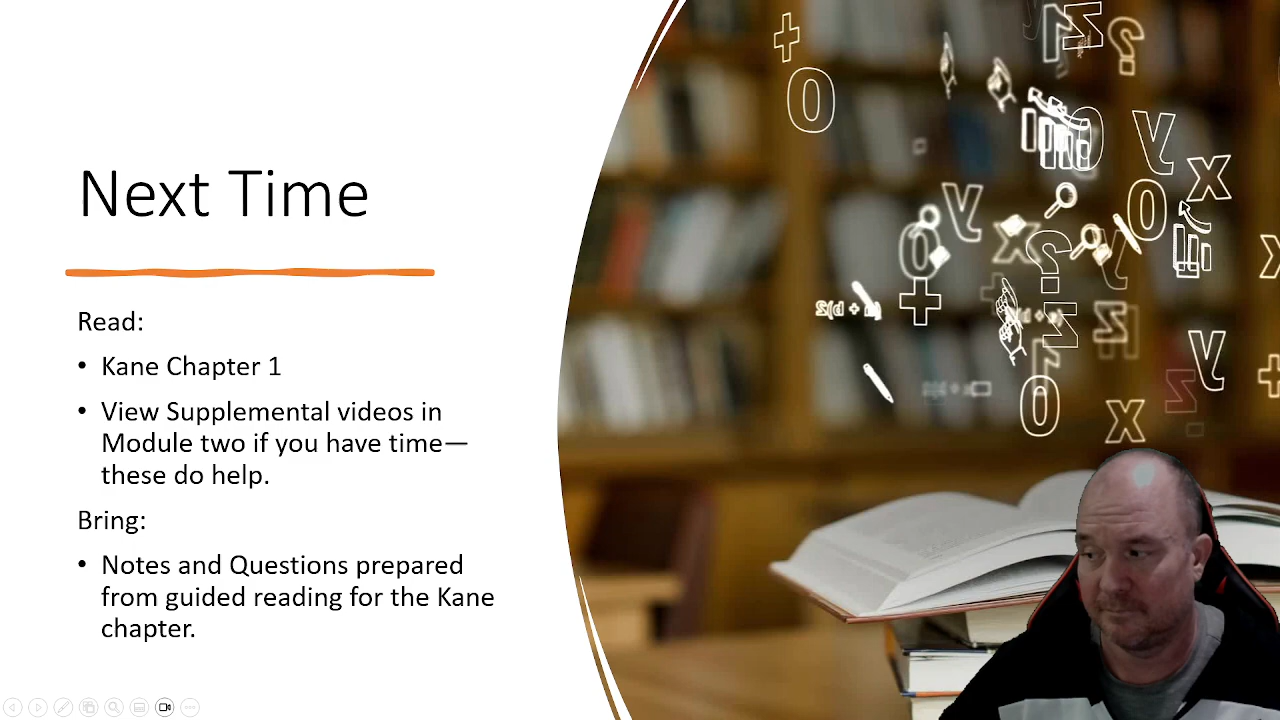 Next Time
Read:
• Kane Chapter 1
• View Supplemental videos in
Module two if you have time—
these do help.
Bring:
• Notes and Questions prepared
from guided reading for the Kane
chapter.